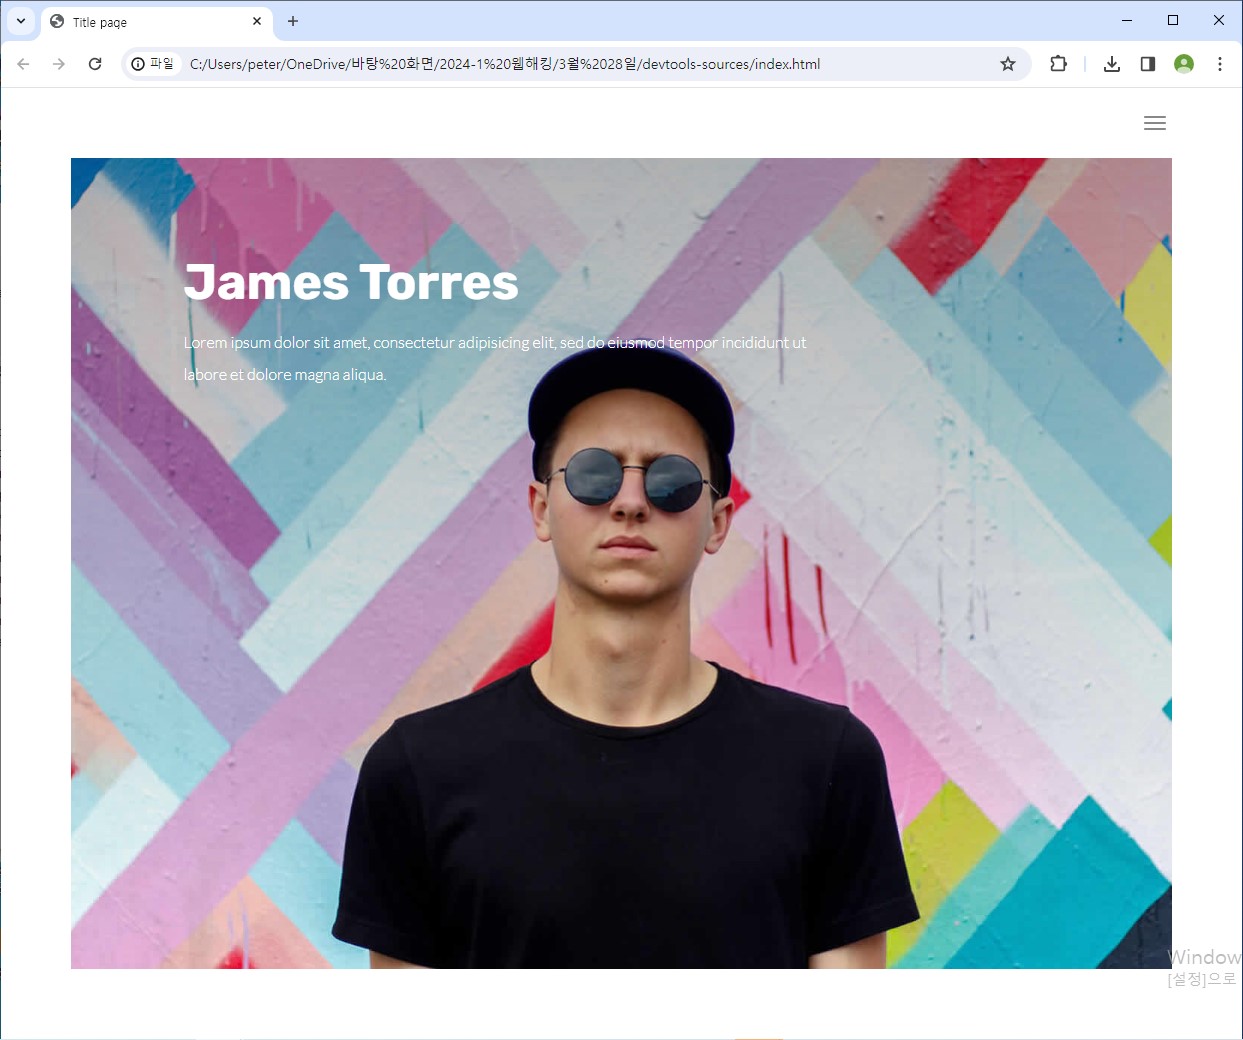 Title page
파일
C:/Users/peter/OneDrive/바탕%20화면/2024-1%20웹해킹/3월%2028일/devtools-sources/index.html
James Torres
Lorem ipsum dolor sit amet, consectetur adipisicing elit, sed do eiusmod tempor incididunt ut
labore et dolore magna aliqua.
Window
[설정]으로